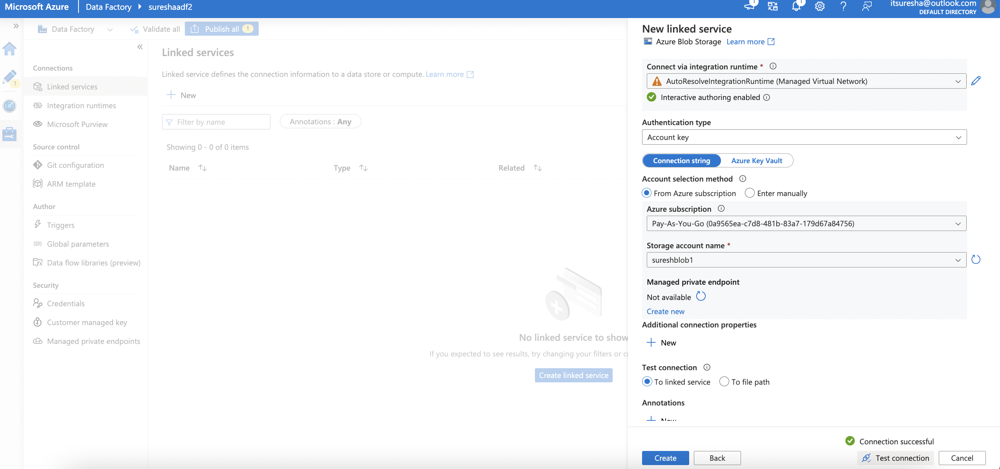 Microsoft Azure
Data Factory
sureshaadf2
1
1
itsuresha@outlook.com
DEFAULT DIRECTORY
Data Factory
Validate all
Publish all
1
1
Connections
Linked services
Integration runtimes
Microsoft Purview
Source control
Git configuration
ARM template
Author
Triggers
Global parameters
Data flow libraries (preview)
Security
Credentials
Customer managed key
Managed private endpoints
Linked services
Linked service defines the connection information to a data store or compute. Learn more
New
Filter by name
Annotations : Any
Showing 0 - 0 of 0 items
Name
Type
Related
No linked service to show
If you expected to see results, try changing your filters or
Create linked service
New linked service
Azure Blob Storage Learn more
Connect via integration runtime *
AutoResolveIntegrationRuntime (Managed Virtual Network)
Interactive authoring enabled
Authentication type
Account key
Connection string
Azure Key Vault
Account selection method
From Azure subscription
Enter manually
Azure subscription
Pay-As-You-Go (0a9565ea-c7d8-481b-83a7-179d67a84756)
Storage account name *
sureshblob1
Managed private endpoint
Not available
Create new
Additional connection properties
New
Test connection
To linked service
To file path
Annotations
New
Connection successful
Create
Back
Test connection
Cancel